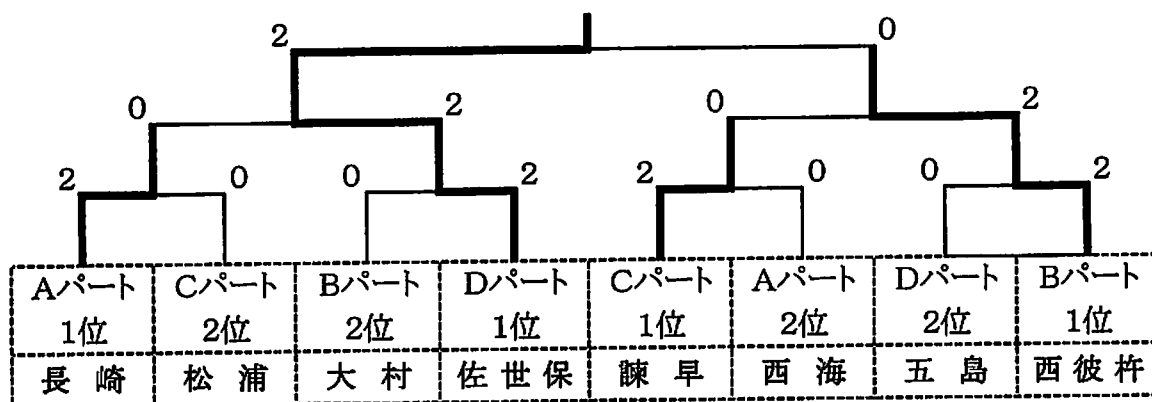 2 0
0 2 0 2
2 0 0 2 2 0 0 2
Aパート Cパート Bパート Dパート Cパート Aパート Dパート Bパート
1位 2位 2位 1位 1位 2位 2位 1位
長崎 松浦 大村 佐世保 諫早 西海 五島 西彼杵